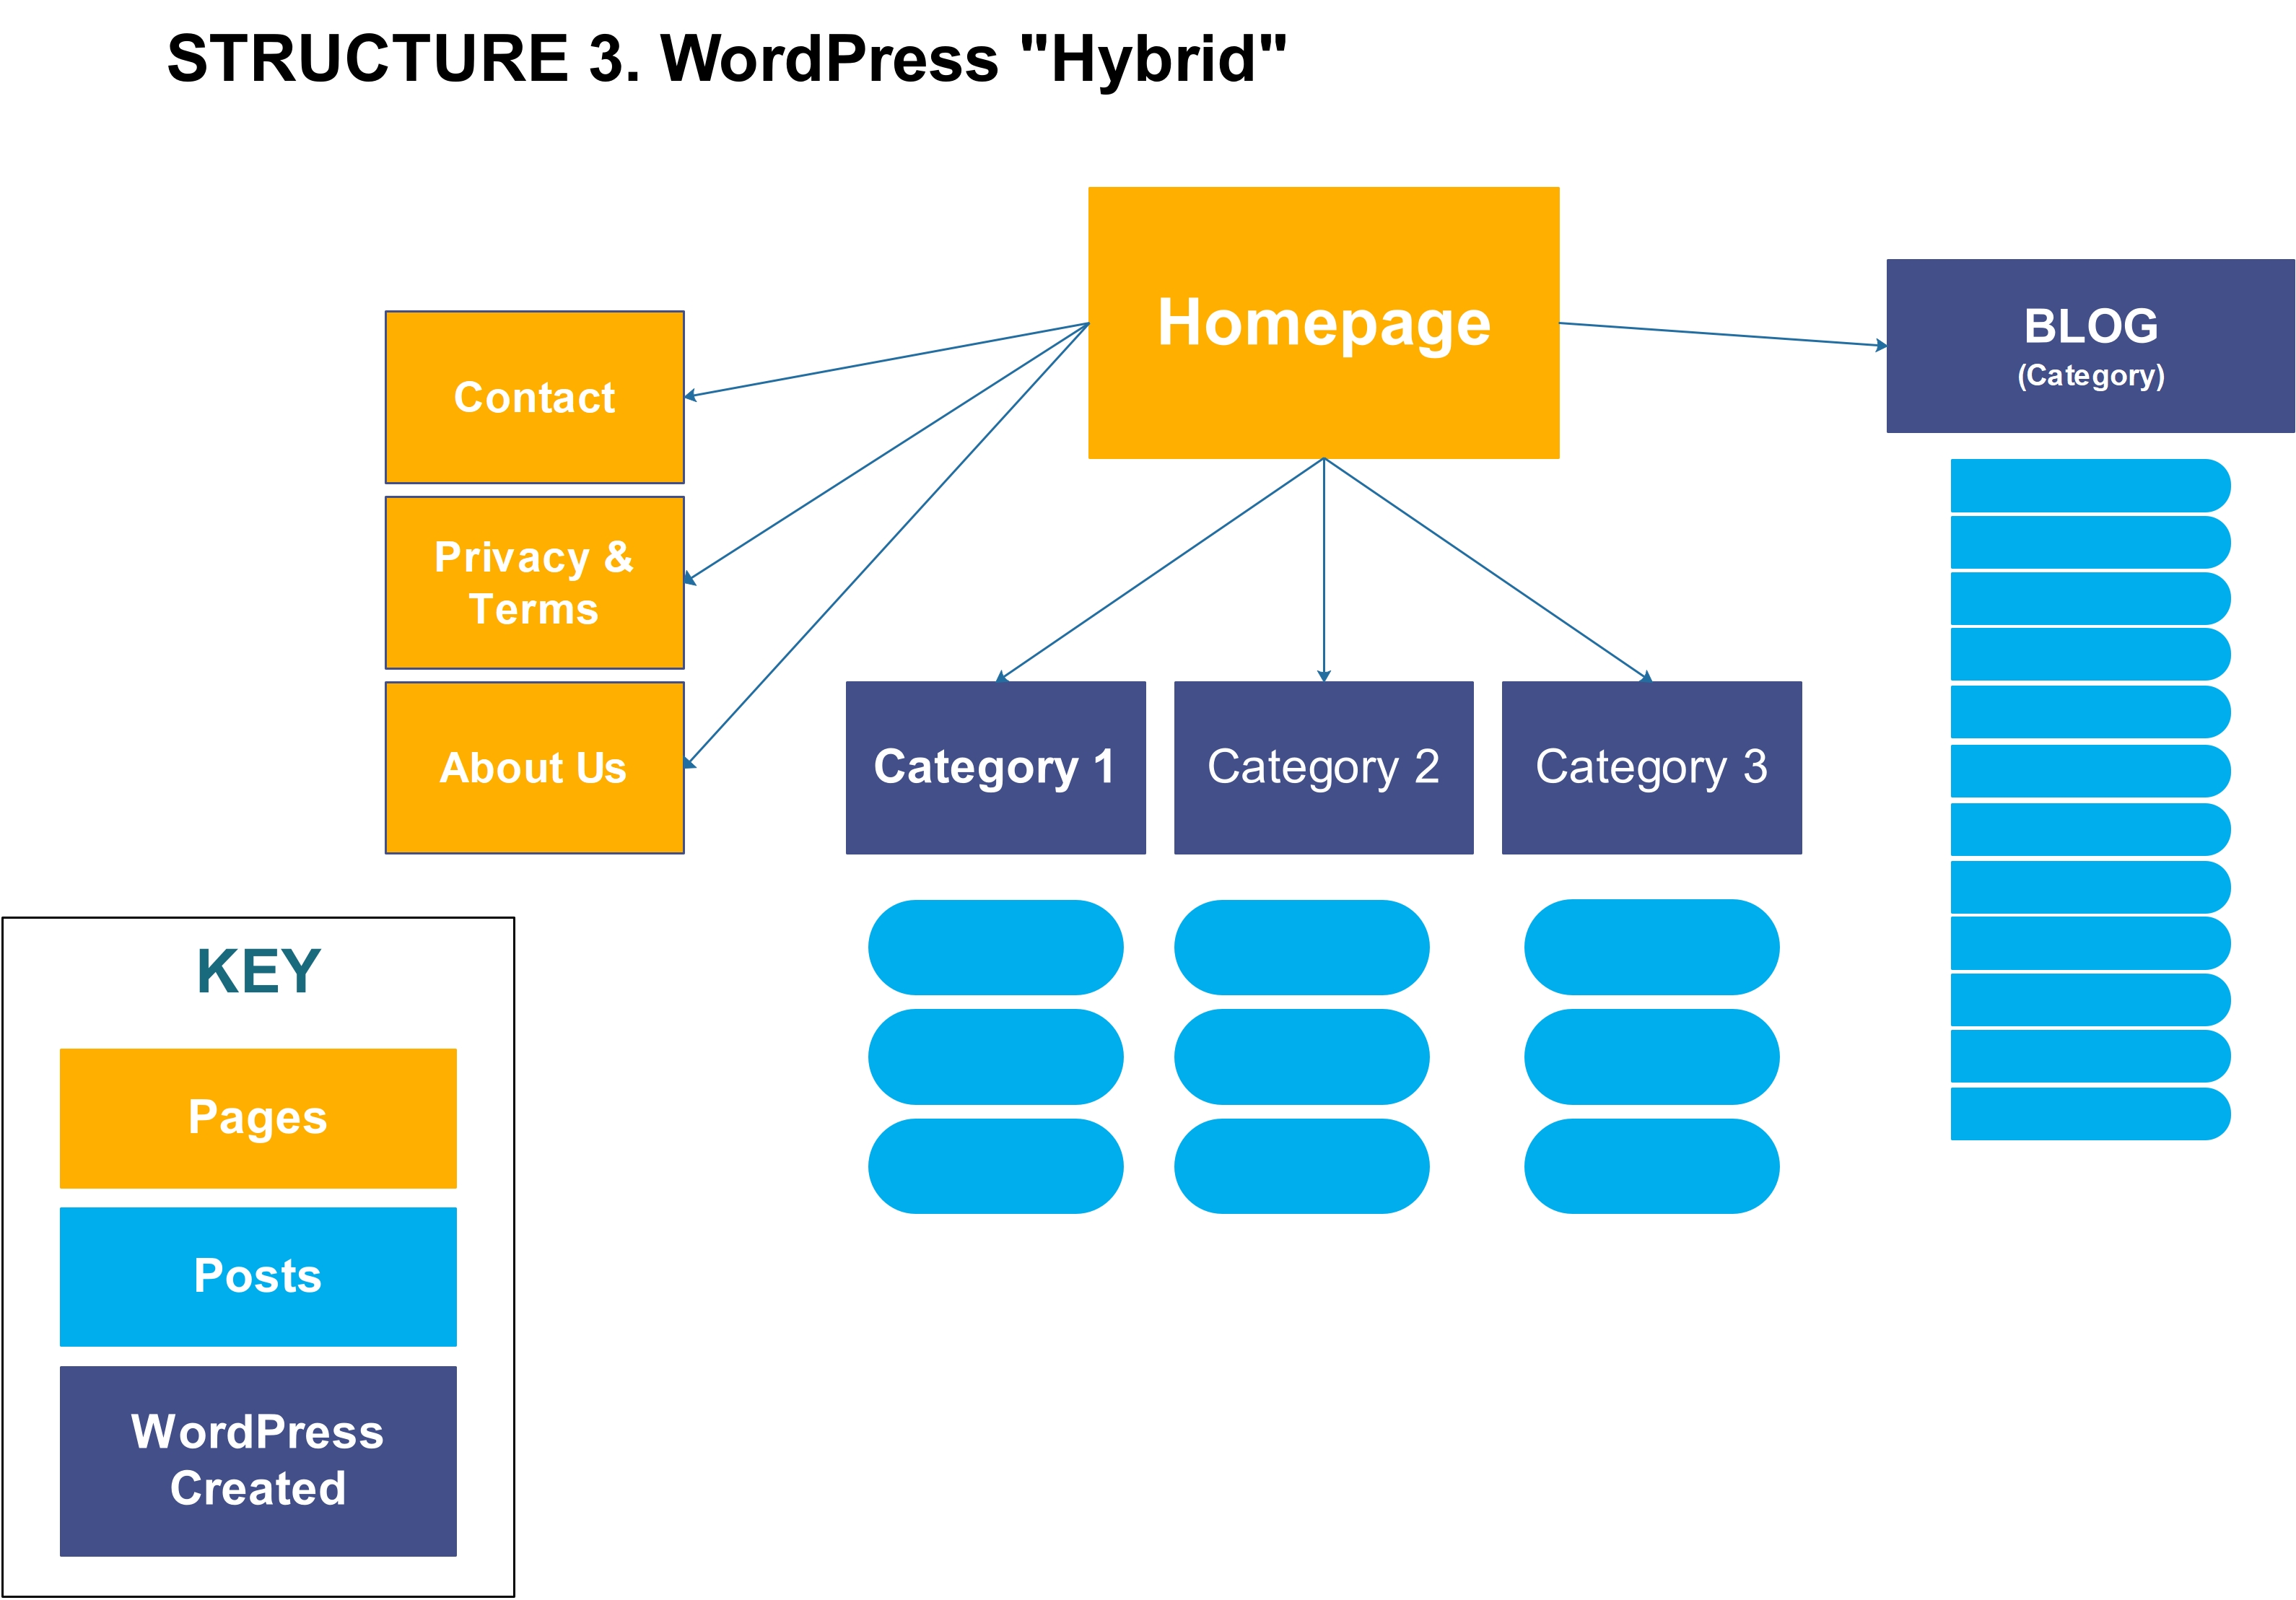 STRUCTURE 3. WordPress "Hybrid"
Homepage
BLOG
(Category)
Contact
Privacy &
Terms
About Us
Category 1
Category 2
Category 3
KEY
Pages
Posts
WordPress
Created